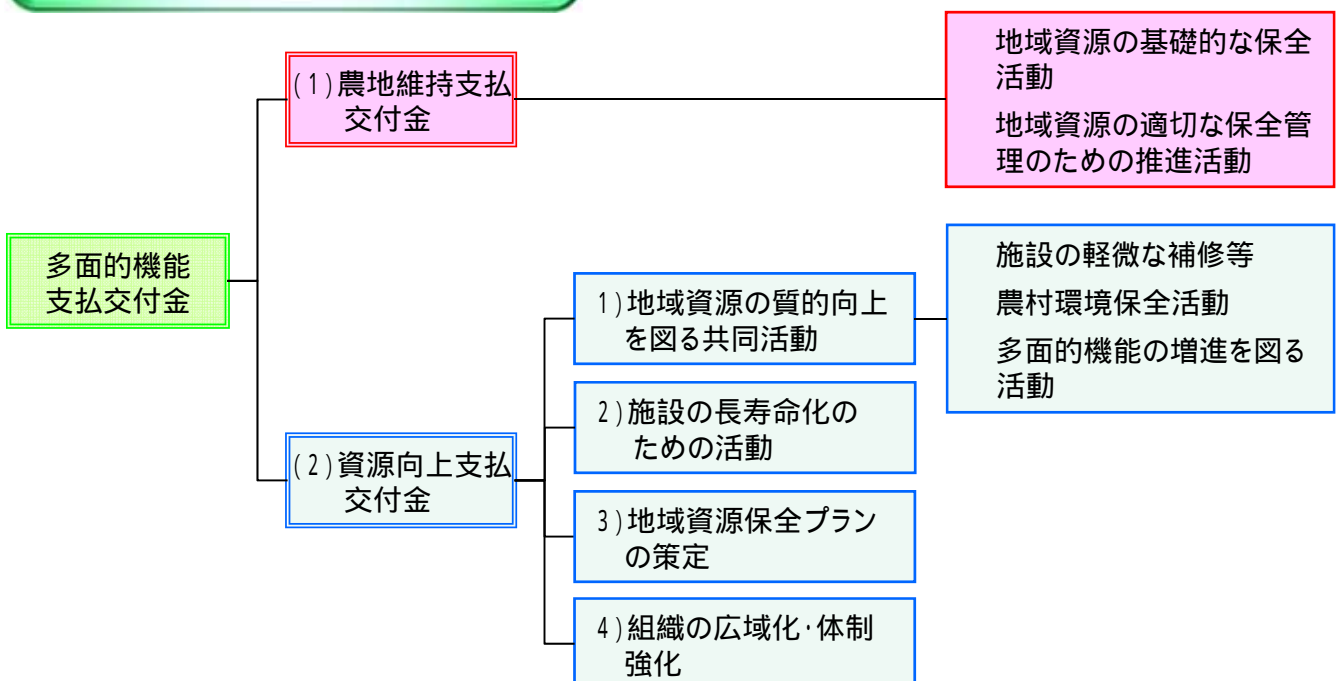 (1)農地維持支払
交付金
地域資源の基礎的な保全
活動
地域資源の適切な保全管
理のための推進活動
多面的機能
支払交付金
(2)資源向上支払
交付金
1)地域資源の質的向上
を図る共同活動
施設の軽微な補修等
農村環境保全活動
多面的機能の増進を図る
活動
2)施設の長寿命化の
ための活動
3)地域資源保全プラン
の策定
4)組織の広域化・体制
強化